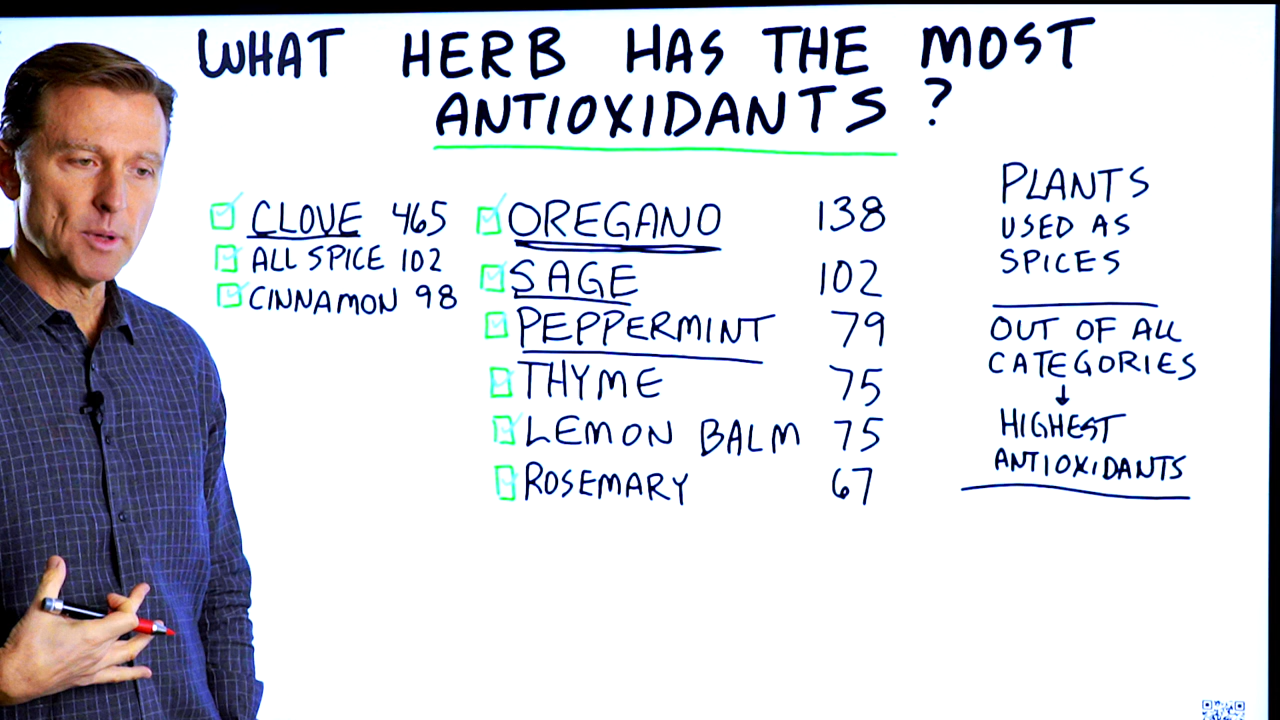 WHAT HERB HAS THE MOST
ANTIOXIDANTS ?
CLOVE 465
ALL SPICE 102
CINNAMON 98
OREGANO 138
SAGE 102
PEPPERMINT 79
THYME 75
LEMON BALM 75
ROSEMARY 67
PLANTS
USED AS
SPICES
OUT OF ALL
CATEGORIES
↓
HIGHEST
ANTIOXIDANTS